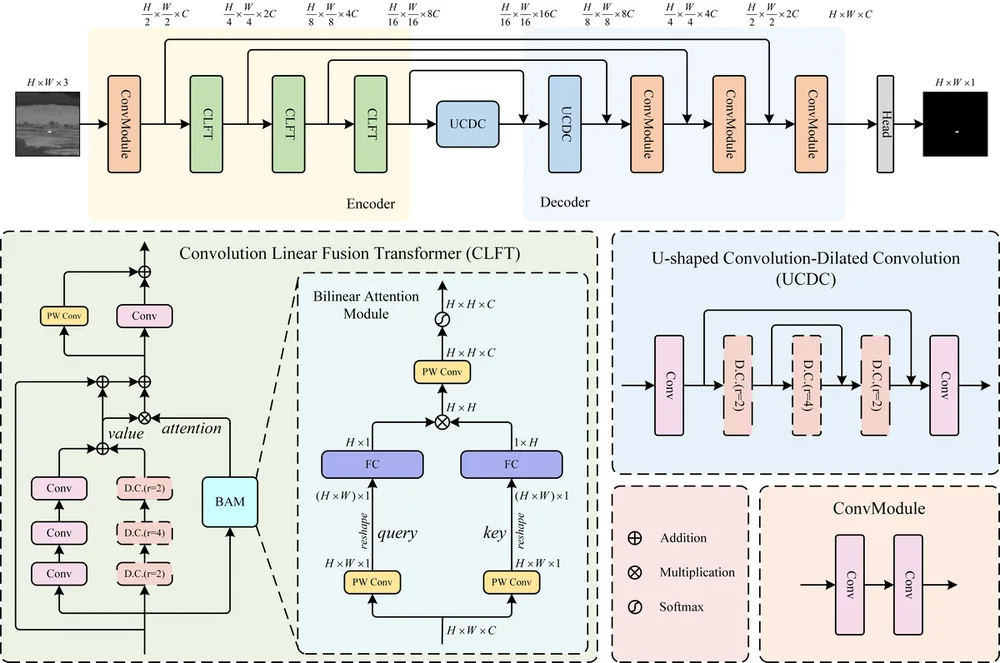 H/2 × W/2 × C
H/4 × W/4 × 2C
H/8 × W/8 × 4C
H/16 × W/16 × 8C
H/16 × W/16 × 16C
H/8 × W/8 × 8C
H/4 × W/4 × 4C
H/2 × W/2 × 2C
H×W×C
H×W×3
ConvModule
CLFT
CLFT
CLFT
UCDC
UCDC
ConvModule
ConvModule
ConvModule
Head
H×W×1
Encoder
Decoder
Convolution Linear Fusion Transformer (CLFT)
PW Conv
Conv
value
attention
Conv
D.C.(r=2)
Conv
D.C.(r=4)
Conv
D.C.(r=2)
BAM
Bilinear Attention
Module
H×H×C
H×H×C
PW Conv
H×H
H×1
1×H
FC
FC
(H×W)×1
(H×W)×1
reshape
query
key
reshape
H×W×1
H×W×1
PW Conv
PW Conv
H×W×C
U-shaped Convolution-Dilated Convolution
(UCDC)
Conv
D.C.(r=2)
D.C.(r=4)
D.C.(r=2)
Conv
Addition
Multiplication
Softmax
ConvModule
Conv
Conv